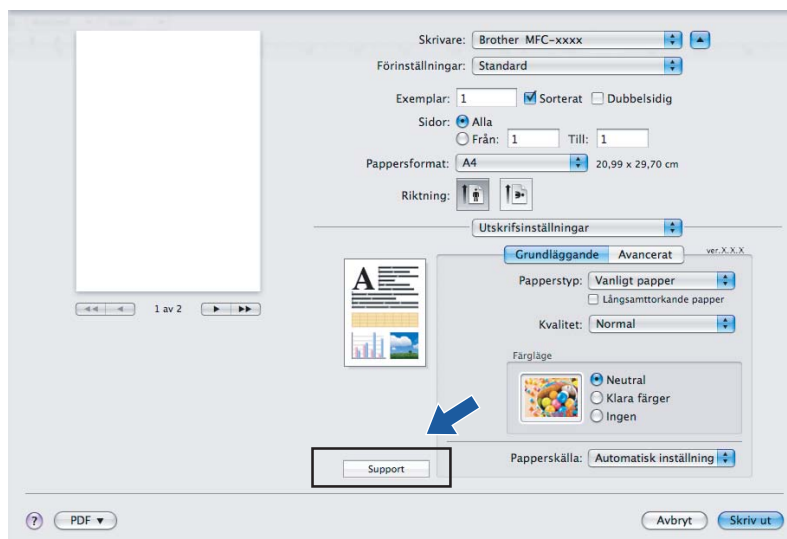 Skrivare: Brother MFC-xxxx
Förinställningar: Standard
Exemplar: 1 Sorterat Dubbelsidig
Sidor: Alla
Från: 1 Till: 1
Pappersformat: A4 20,99 x 29,70 cm
Riktning:
Utskrifsinställningar
Grundläggande Avancerat ver.X.X.X
Papperstyp: Vanligt papper
Långsamttorkande papper
Kvalitet: Normal
Färgläge
Neutral
Klara färger
Ingen
Papperskälla: Automatisk inställning
A
1 av 2
Support
? PDF Avbryt Skriv ut